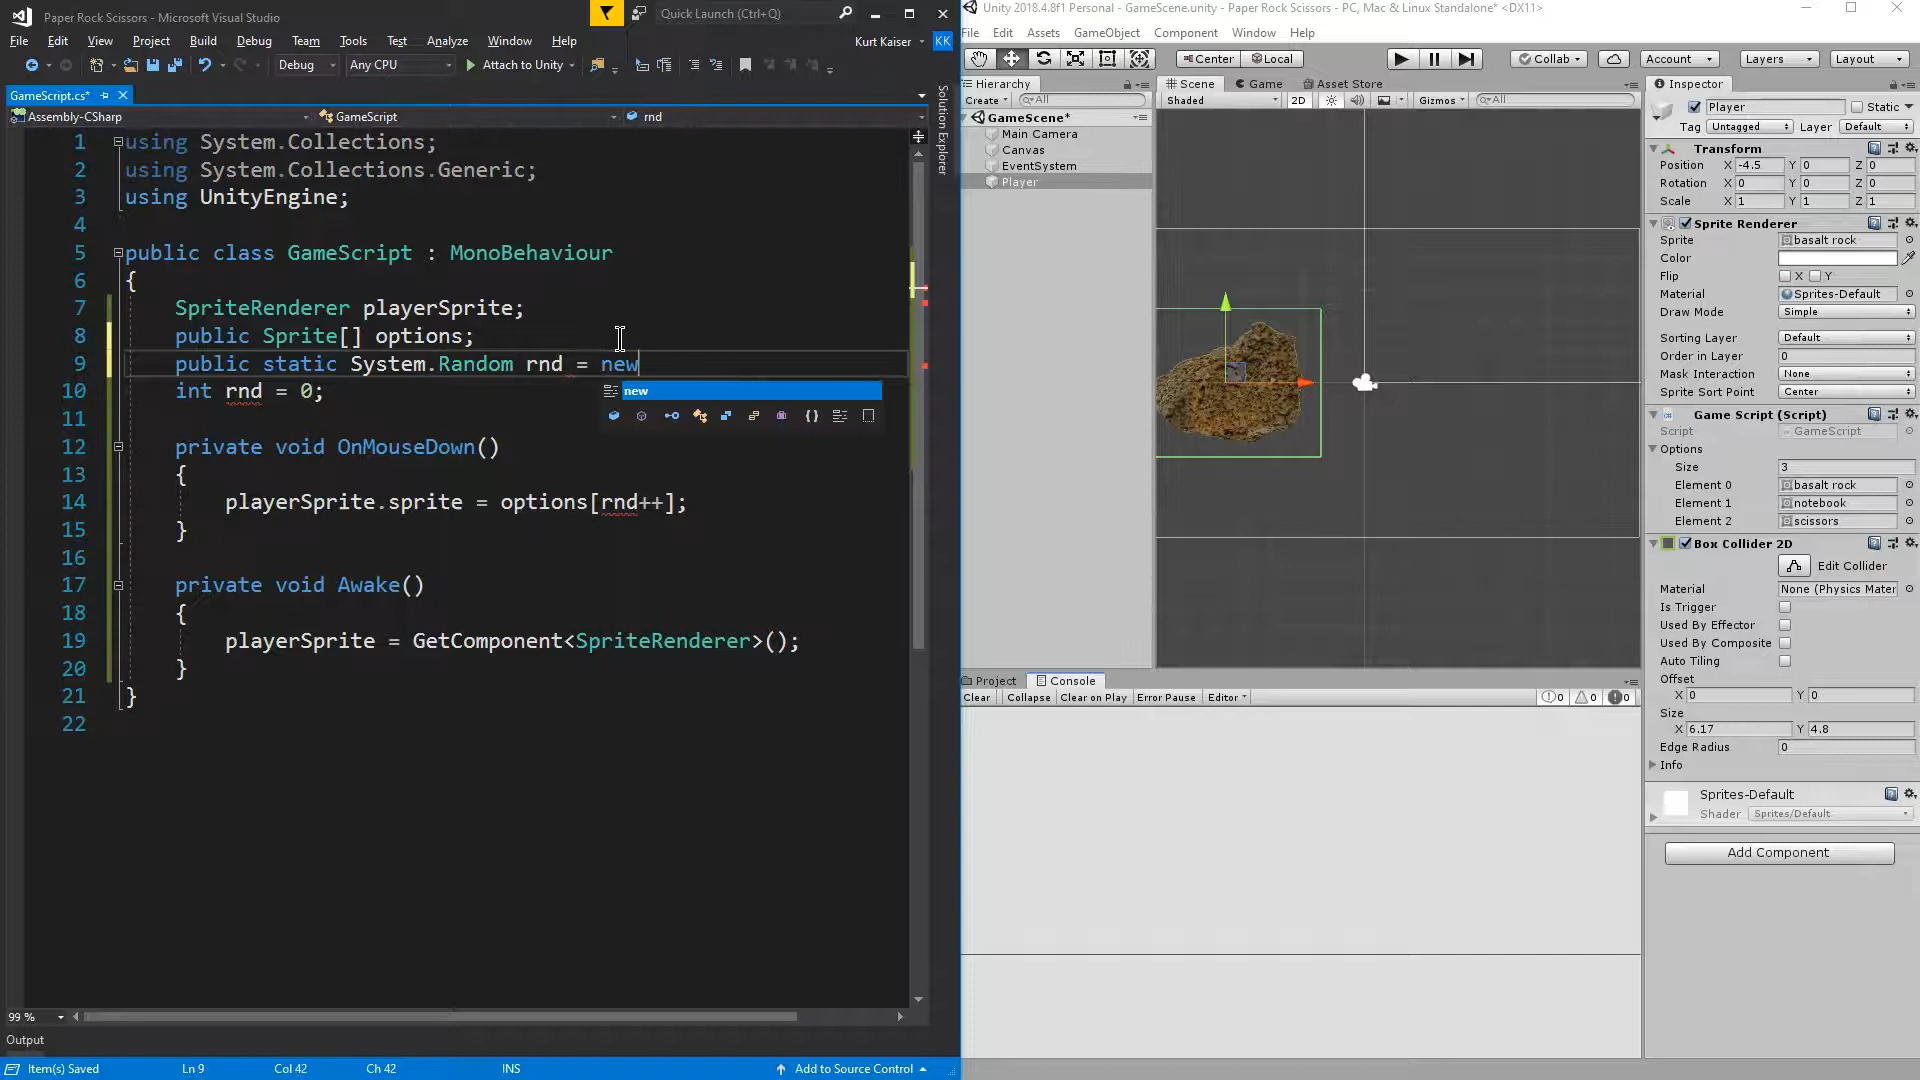 Paper Rock Scissors - Microsoft Visual Studio
Quick Launch (Ctrl+Q)
File Edit View Project Build Debug Team Tools Test Analyze Window Help
Kurt Kaiser KK
Debug Any CPU Attach to Unity
GameScript.cs*
Assembly-CSharp GameScript rnd
Solution Explorer
1 using System.Collections;
2 using System.Collections.Generic;
3 using UnityEngine;
4
5 public class GameScript : MonoBehaviour
6 {
7 SpriteRenderer playerSprite;
8 public Sprite[] options;
9 public static System.Random rnd = new
new
10 int rnd = 0;
11
12 private void OnMouseDown()
13 {
14 playerSprite.sprite = options[rnd++];
15 }
16
17 private void Awake()
18 {
19 playerSprite = GetComponent<SpriteRenderer>();
20 }
21 }
22
99 %
Output
Item(s) Saved Ln 9 Col 42 Ch 42 INS Add to Source Control
Unity 2018.4.8f1 Personal - GameScene.unity - Paper Rock Scissors - PC, Mac & Linux Standalone* <DX11>
File Edit Assets GameObject Component Window Help
Center Local Collab Account Layers Layout
Hierarchy
Create All
GameScene*
Main Camera
Canvas
EventSystem
Player
Scene Game Asset Store
Shaded 2D Gizmos All
Project Console
Clear Collapse Clear on Play Error Pause Editor 0 0 0
Inspector
Player Static
Tag Untagged Layer Default
Transform
Position X -4.5 Y 0 Z 0
Rotation X 0 Y 0 Z 0
Scale X 1 Y 1 Z 1
Sprite Renderer
Sprite basalt rock
Color
Flip X Y
Material Sprites-Default
Draw Mode Simple
Sorting Layer Default
Order in Layer 0
Mask Interaction None
Sprite Sort Point Center
Game Script (Script)
Script GameScript
Options
Size 3
Element 0 basalt rock
Element 1 notebook
Element 2 scissors
Box Collider 2D
Edit Collider
Material None (Physics Mater
Is Trigger
Used By Effector
Used By Composite
Auto Tiling
Offset
X 0 Y 0
Size
X 6.17 Y 4.8
Edge Radius 0
Info
Sprites-Default
Shader Sprites/Default
Add Component